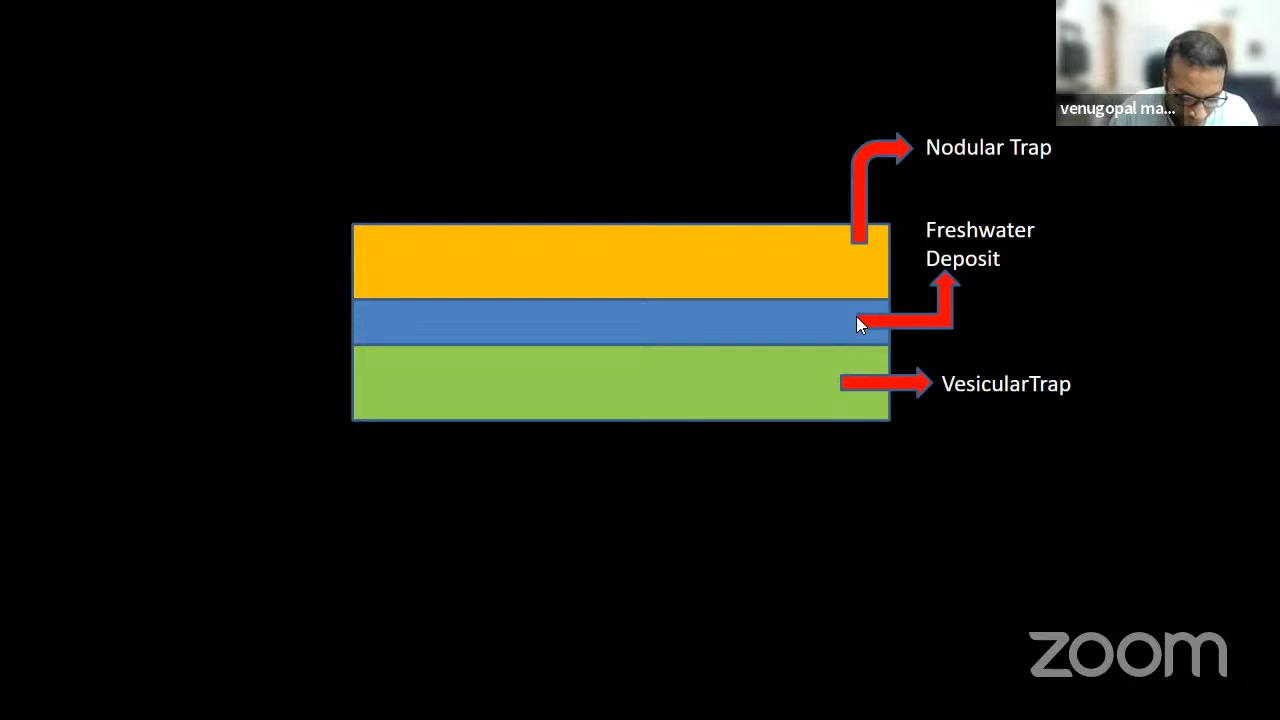 venugopal ma...
Nodular Trap
Freshwater
Deposit
VesicularTrap
zoom